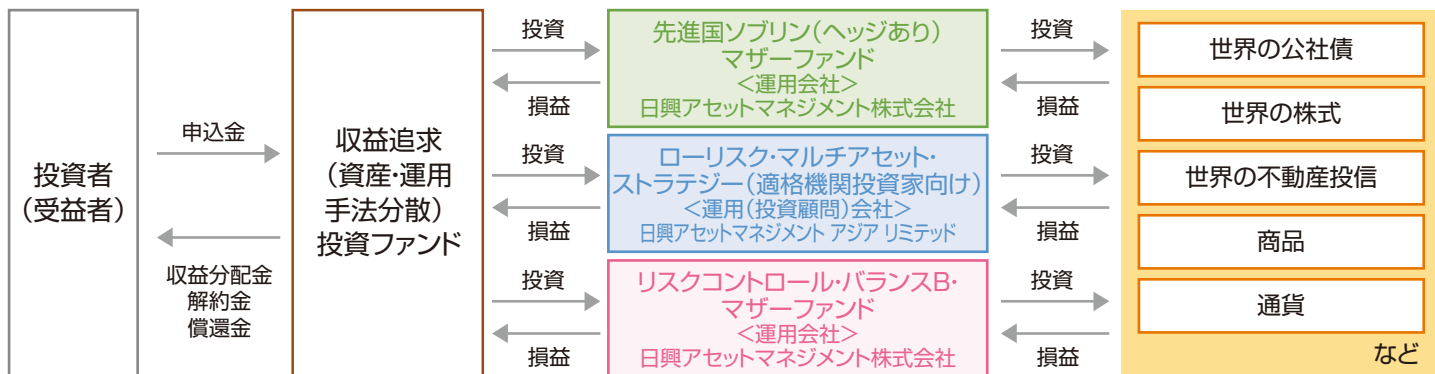 投資者
（受益者）
申込金
収益分配金
解約金
償還金
収益追求
（資産・運用
手法分散）
投資ファンド
投資
損益
先進国ソブリン（ヘッジあり）
マザーファンド
＜運用会社＞
日興アセットマネジメント株式会社
投資
損益
投資
損益
ローリスク・マルチアセット・
ストラテジー（適格機関投資家向け）
＜運用（投資顧問）会社＞
日興アセットマネジメント アジア リミテッド
投資
損益
投資
損益
リスクコントロール・バランスB・
マザーファンド
＜運用会社＞
日興アセットマネジメント株式会社
投資
損益
世界の公社債
世界の株式
世界の不動産投信
商品
通貨
など